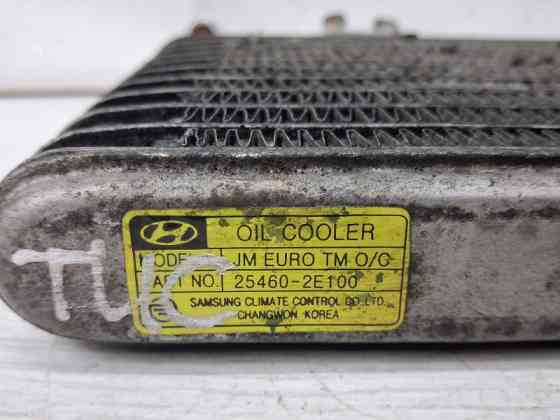 OIL COOLER
MODEL JM EURO TM O/C
PART NO. 25460-2E100
SAMSUNG CLIMATE CONTROL CO.LTD.
CHANGWON KOREA
TUC